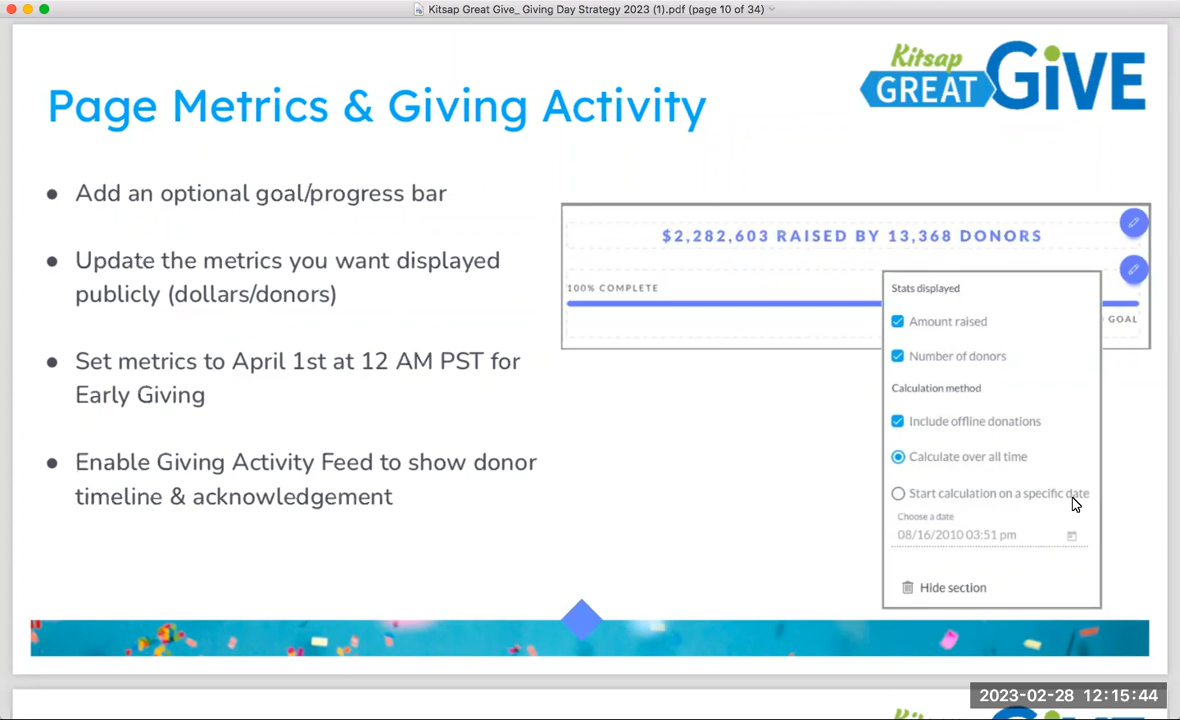 Kitsap Great Give_ Giving Day Strategy 2023 (1).pdf (page 10 of 34)
Kitsap
GREAT GiVE
Page Metrics & Giving Activity
● Add an optional goal/progress bar
● Update the metrics you want displayed
publicly (dollars/donors)
● Set metrics to April 1st at 12 AM PST for
Early Giving
● Enable Giving Activity Feed to show donor
timeline & acknowledgement
$2,282,603 RAISED BY 13,368 DONORS
100% COMPLETE
GOAL
Stats displayed
Amount raised
Number of donors
Calculation method
Include offline donations
Calculate over all time
Start calculation on a specific date
Choose a date
08/16/2010 03:51 pm
Hide section
2023-02-28 12:15:44